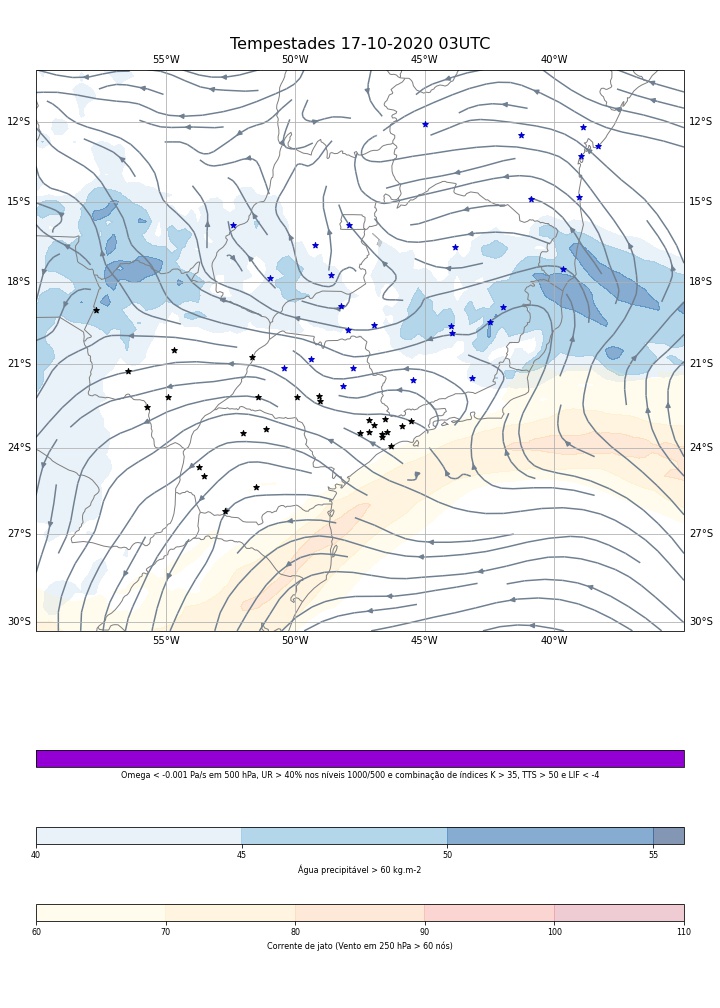 Tempestades 17-10-2020 03UTC
55°W 50°W 45°W 40°W
12°S 12°S
15°S 15°S
18°S 18°S
21°S 21°S
24°S 24°S
27°S 27°S
30°S 30°S
55°W 50°W 45°W 40°W
Omega < -0.001 Pa/s em 500 hPa, UR > 40% nos níveis 1000/500 e combinação de índices K > 35, TTS > 50 e LIF < -4
40 45 50 55
Água precipitável > 60 kg.m-2
60 70 80 90 100 110
Corrente de jato (Vento em 250 hPa > 60 nós)